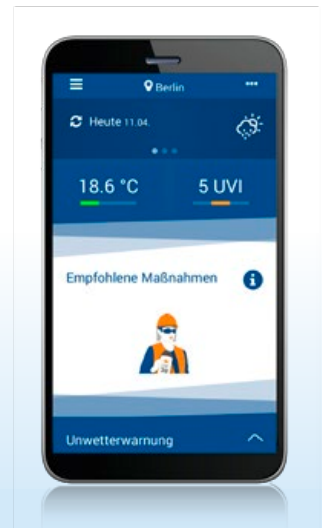 Berlin
Heute 11.04.
18.6 °C 5 UVI
Empfohlene Maßnahmen
Unwetterwarnung